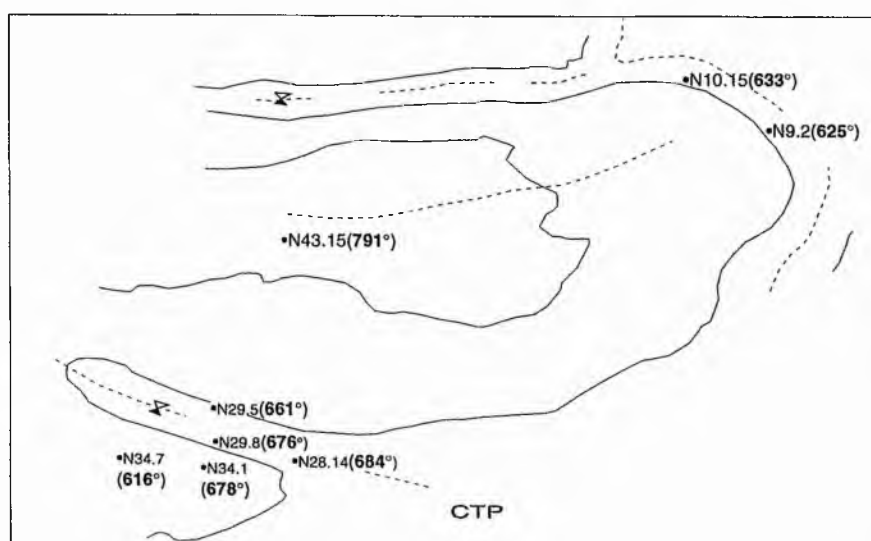 N10.15(633°)
N9.2(625°)
N43.15(791°)
N29.5(661°)
N29.8(676°)
N34.7
(616°)
N34.1
(678°)
N28.14(684°)
CTP